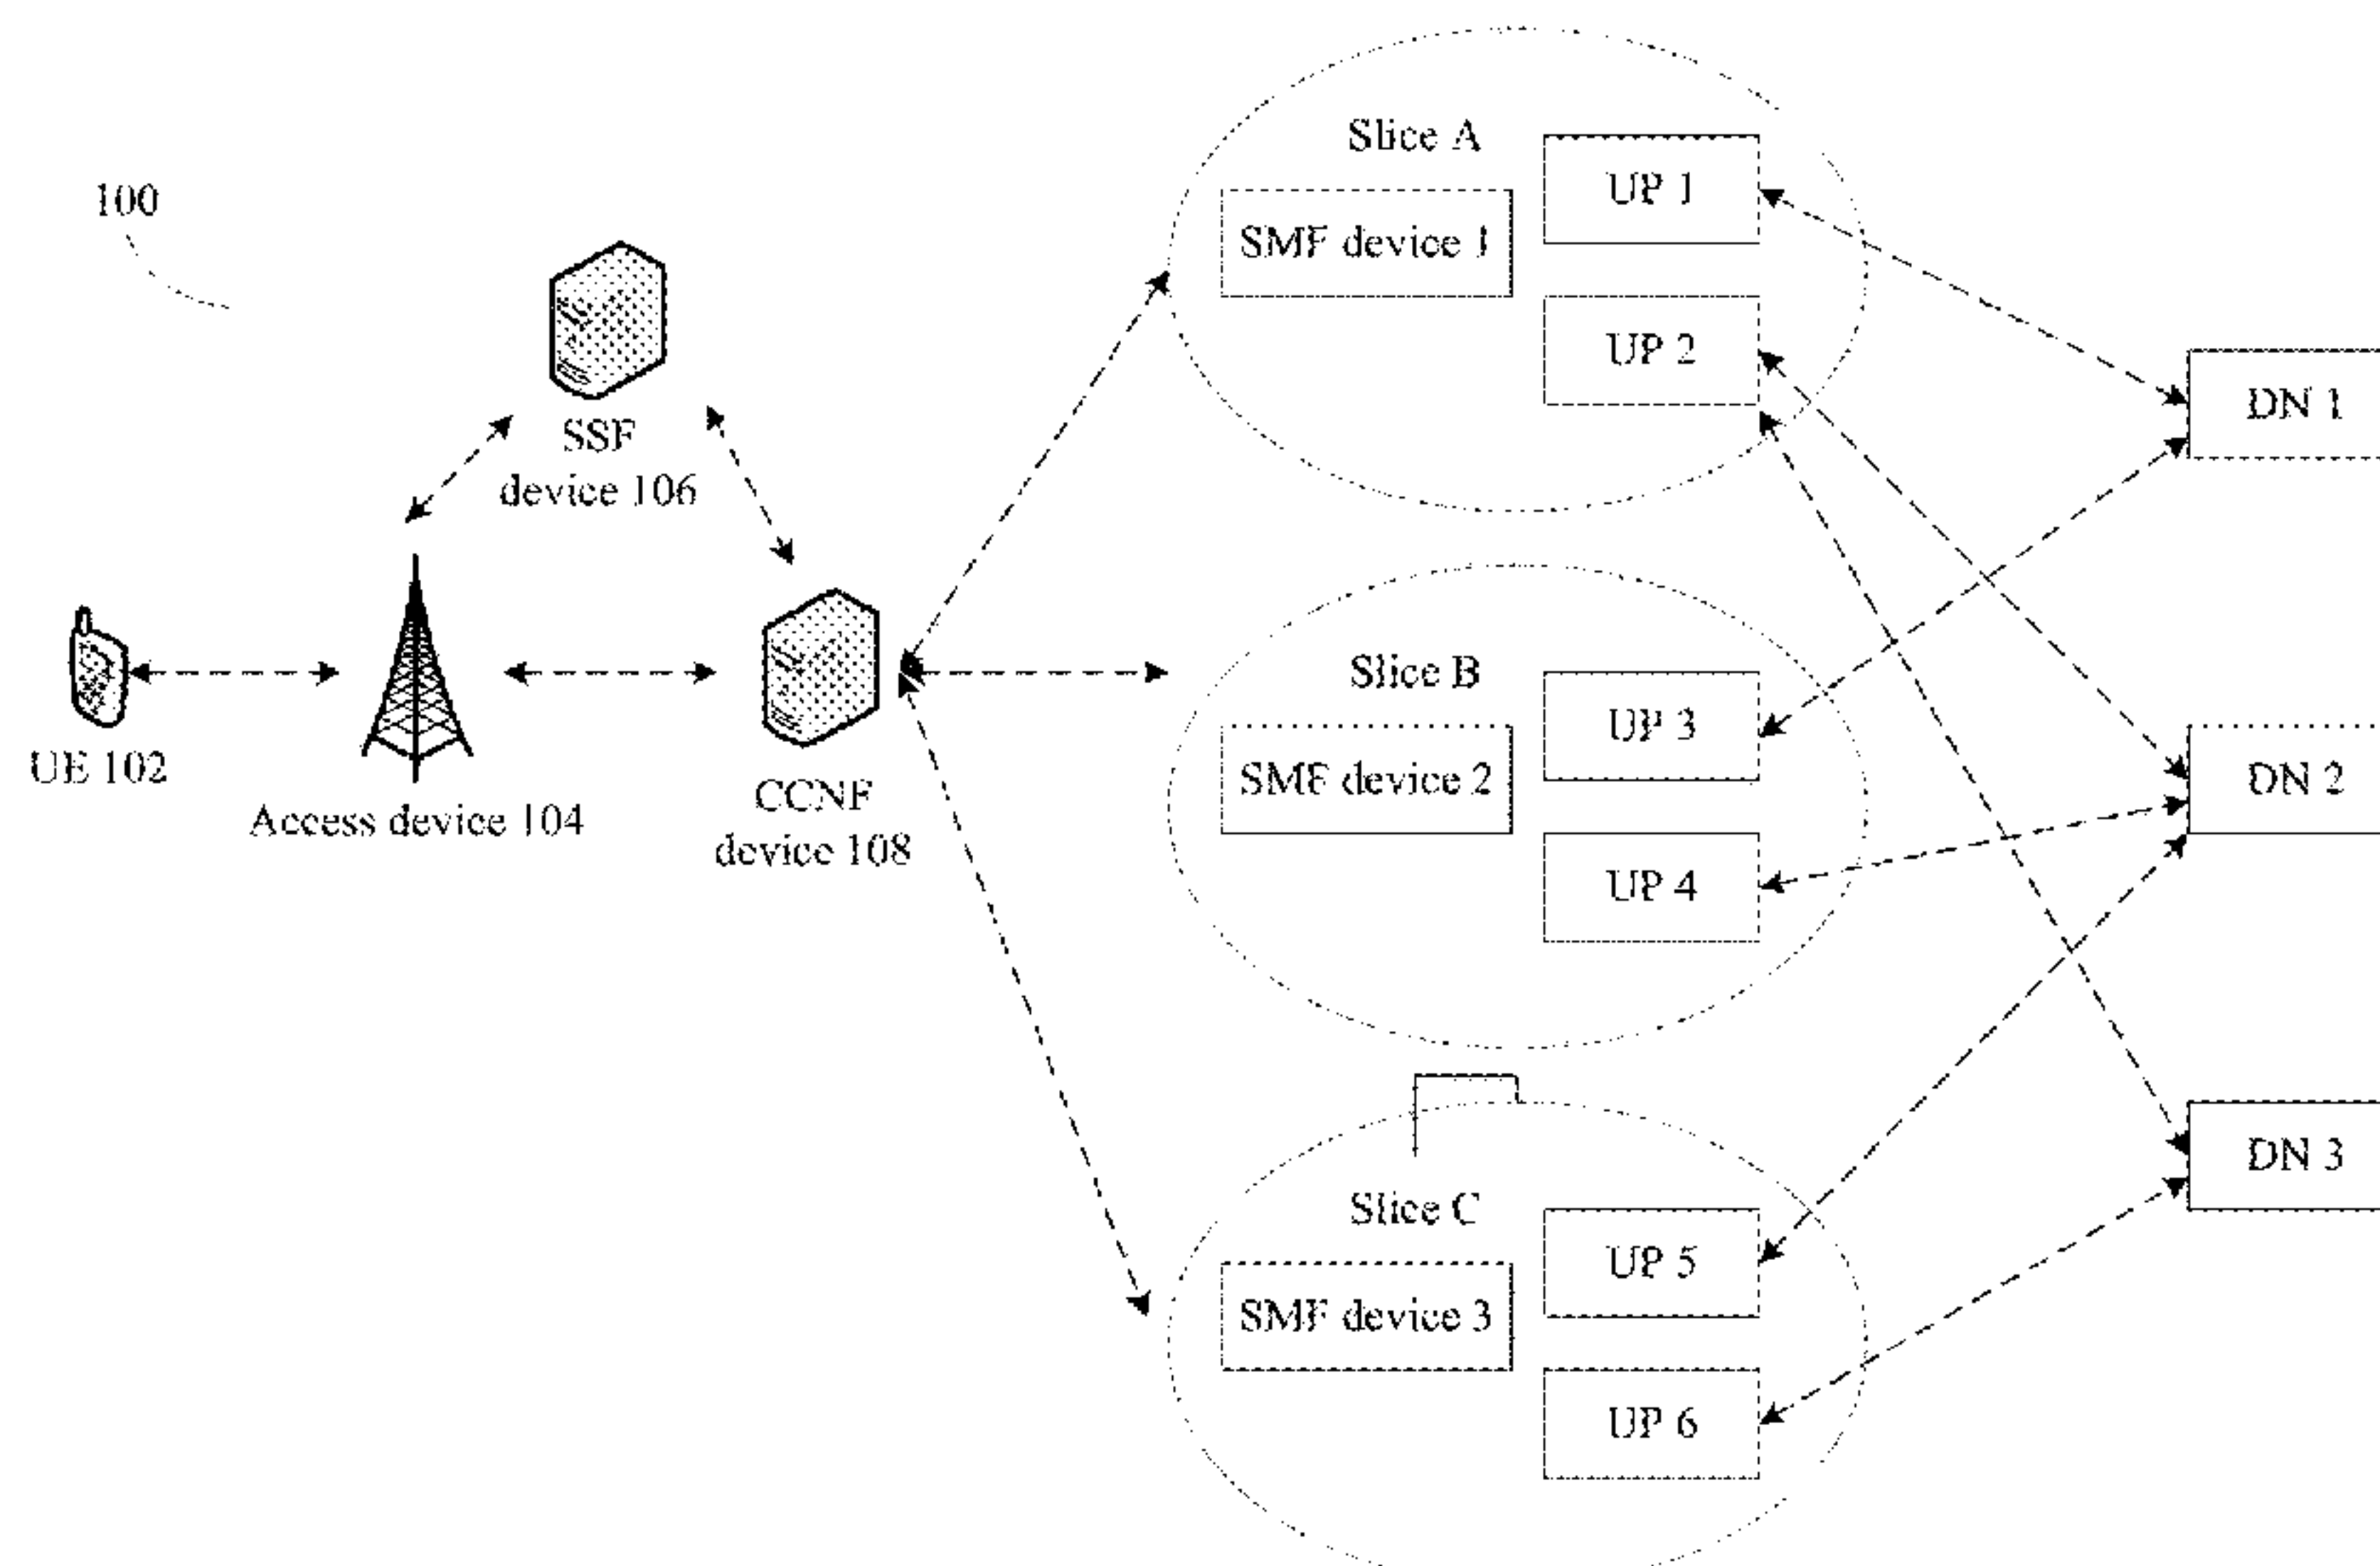 100
SSF
device 106
UE 102
Access device 104
CCNF
device 108
Slice A
SMF device 1
UP 1
UP 2
Slice B
SMF device 2
UP 3
UP 4
Slice C
SMF device 3
UP 5
UP 6
DN 1
DN 2
DN 3